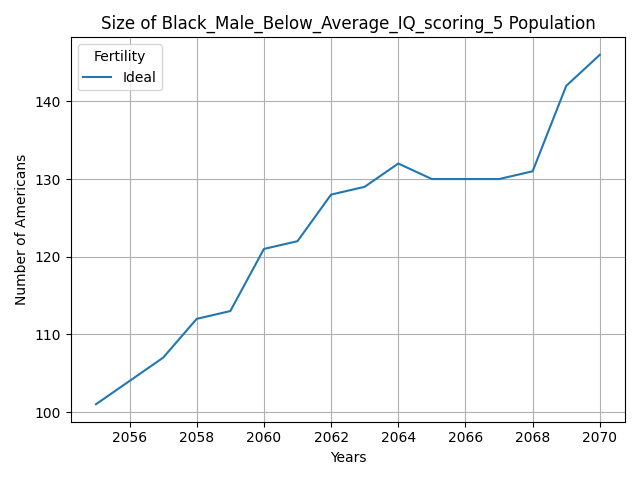 Size of Black_Male_Below_Average_IQ_scoring_5 Population
Fertility
Ideal
Number of Americans
140
130
120
110
100
2056 2058 2060 2062 2064 2066 2068 2070
Years